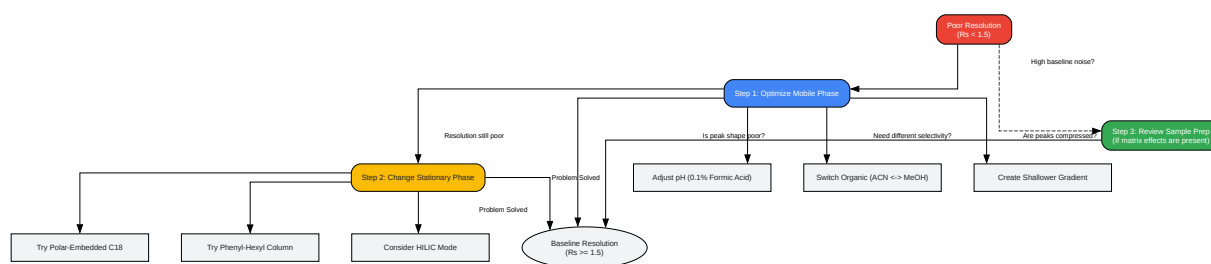 Poor Resolution
(Rs < 1.5)
High baseline noise?
Step 1: Optimize Mobile Phase
Step 3: Review Sample Prep
(If matrix effects are present)
Resolution still poor
Is peak shape poor?
Need different selectivity?
Are peaks compressed?
Step 2: Change Stationary Phase
Problem Solved
Adjust pH (0.1% Formic Acid)
Switch Organic (ACN <-> MeOH)
Create Shallower Gradient
Problem Solved
Try Polar-Embedded C18
Try Phenyl-Hexyl Column
Consider HILIC Mode
Baseline Resolution
(Rs >= 1.5)